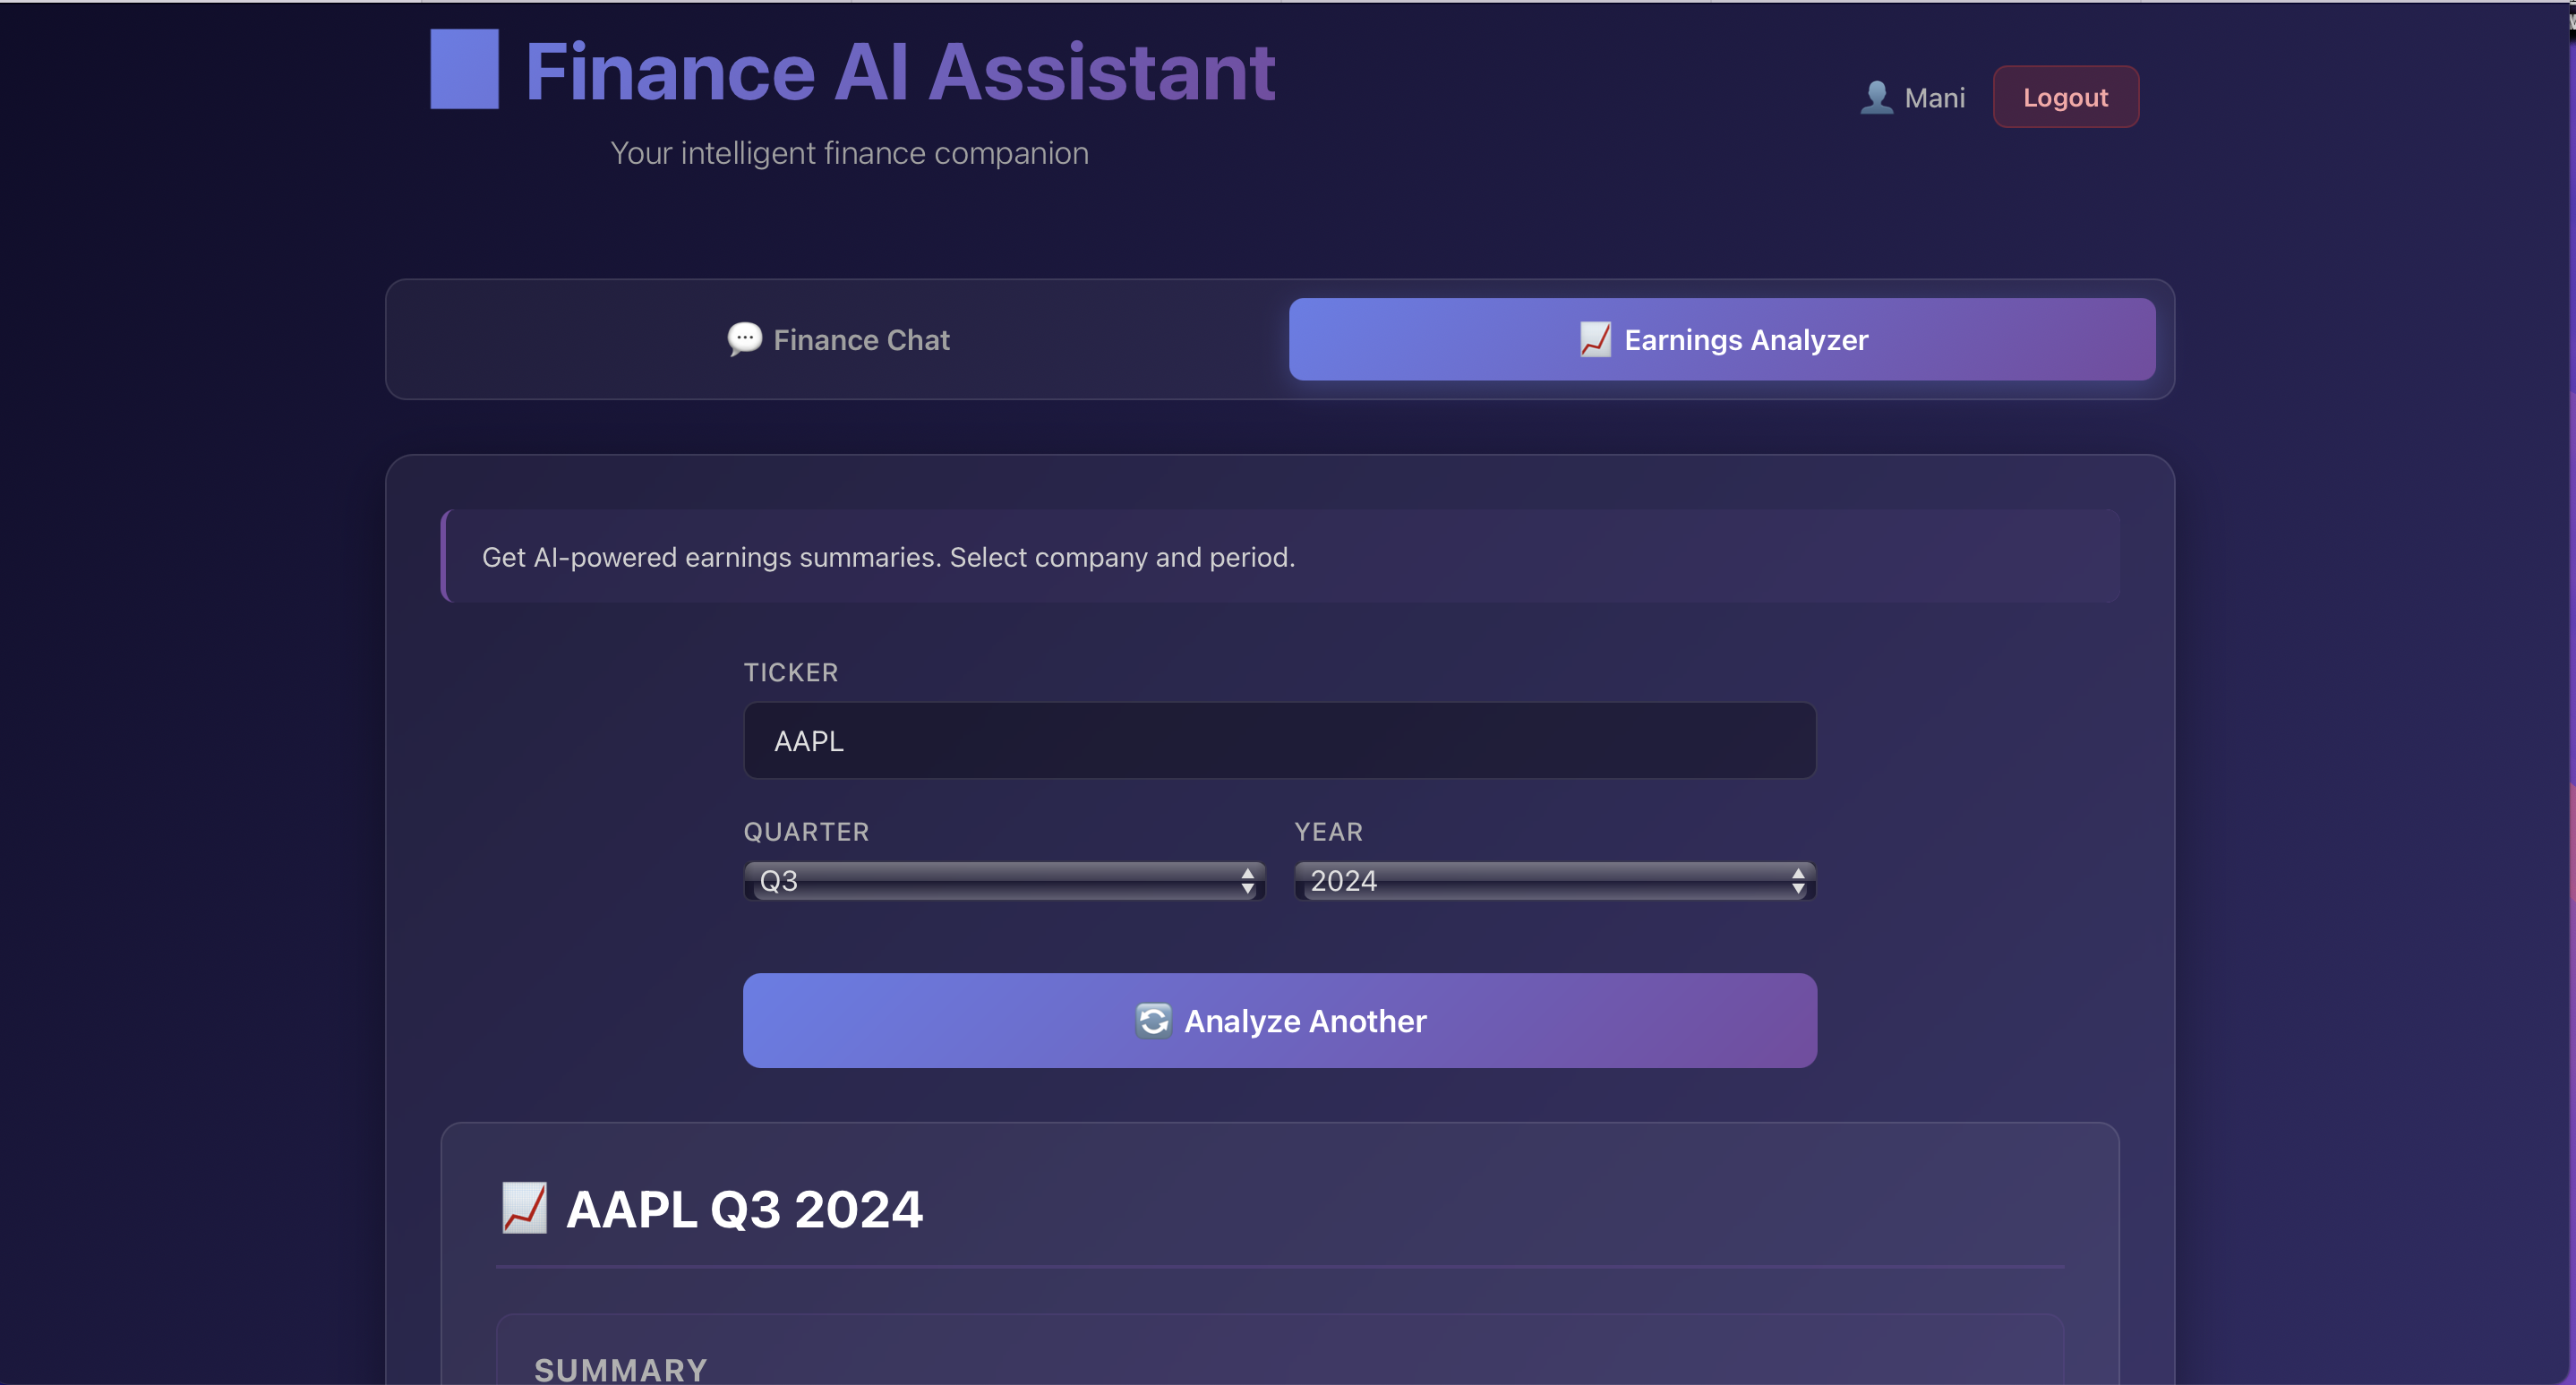 Finance AI Assistant
Your intelligent finance companion
Mani
Logout
Finance Chat
Earnings Analyzer
Get AI-powered earnings summaries. Select company and period.
TICKER
AAPL
QUARTER
YEAR
Q3
2024
Analyze Another
AAPL Q3 2024
SUMMARY